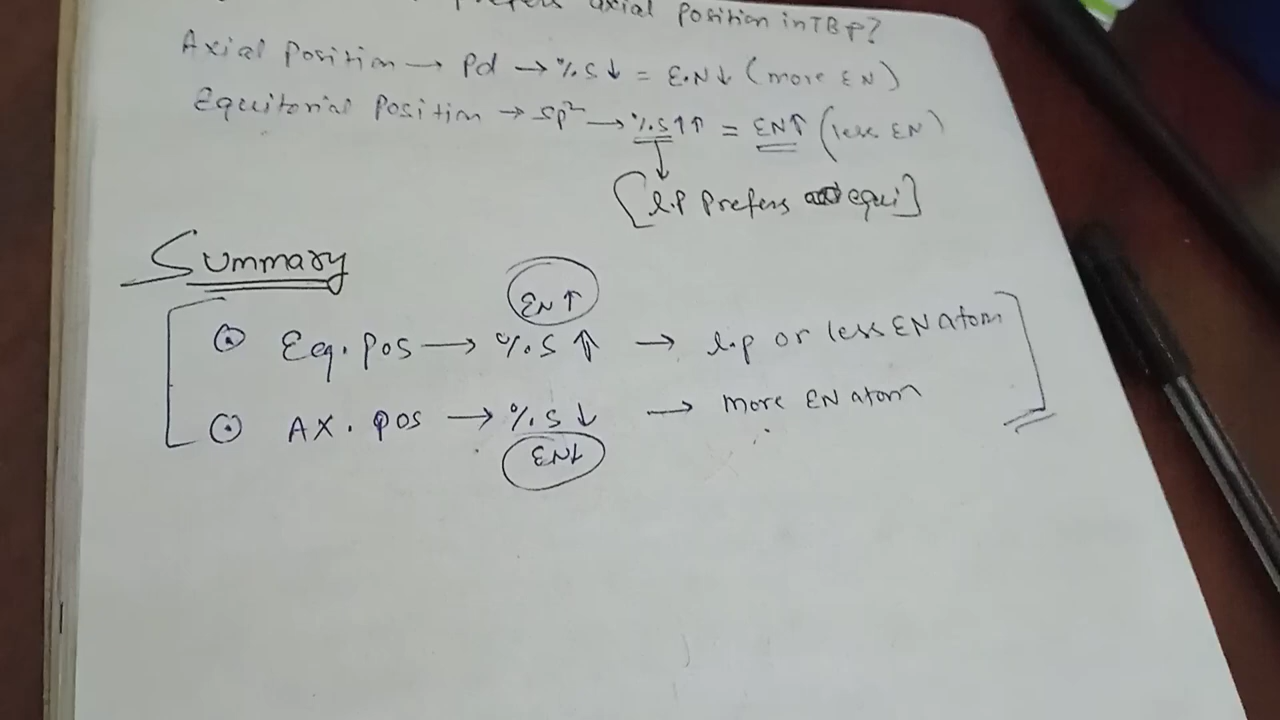 prefers axial position in TBP?
Axial Position → Pd → %S↓ = E.N↓ (more EN)
Equitorial Position → sp² → %S↑↑ = EN↑ (less EN)
↓
[l.p prefers equi]
Summary
EN↑
⊙ Eq. pos → %S↑ → l.p or less EN atom
⊙ AX. pos → %S↓ → more EN atom
EN↓